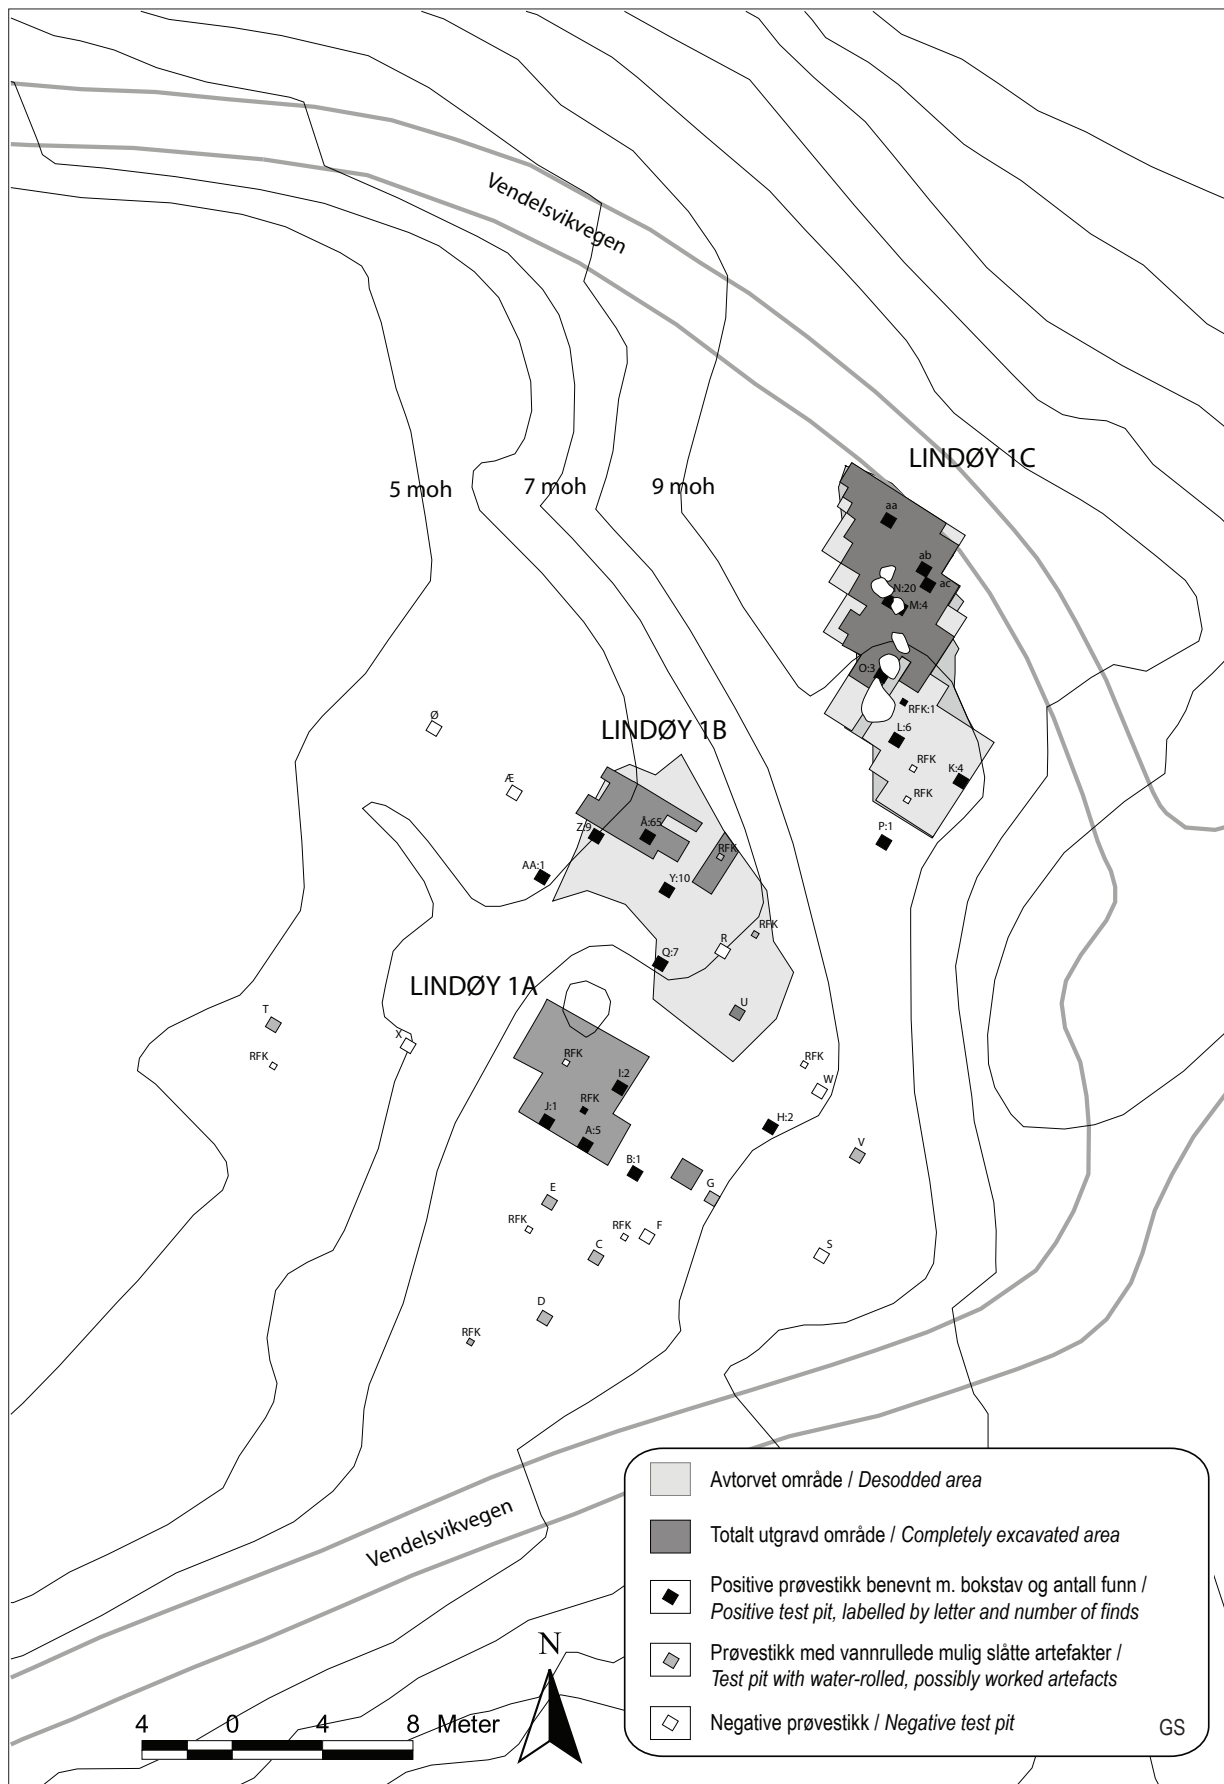 Vendelsvikvegen
LINDØY 1C
5 moh
7 moh
9 moh
aa
ab
ac
N:20
M:4
O:3
RFK:1
L:6
RFK
K:4
RFK
P:1
Ø
LINDØY 1B
Æ
Z:9
Å:65
RFK
AA:1
Y:10
RFK
R
Q:7
LINDØY 1A
U
T
X
RFK
RFK
RFK
W
I:2
RFK
J:1
A:5
H:2
B:1
V
G
E
RFK
RFK
F
C
S
D
RFK
Vendelsvikvegen
Avtorvet område / Desodded area
Totalt utgravd område / Completely excavated area
Positive prøvestikk benevnt m. bokstav og antall funn /
Positive test pit, labelled by letter and number of finds
Prøvestikk med vannrullede mulig slåtte artefakter /
Test pit with water-rolled, possibly worked artefacts
Negative prøvestikk / Negative test pit
GS
N
4 0 4 8 Meter